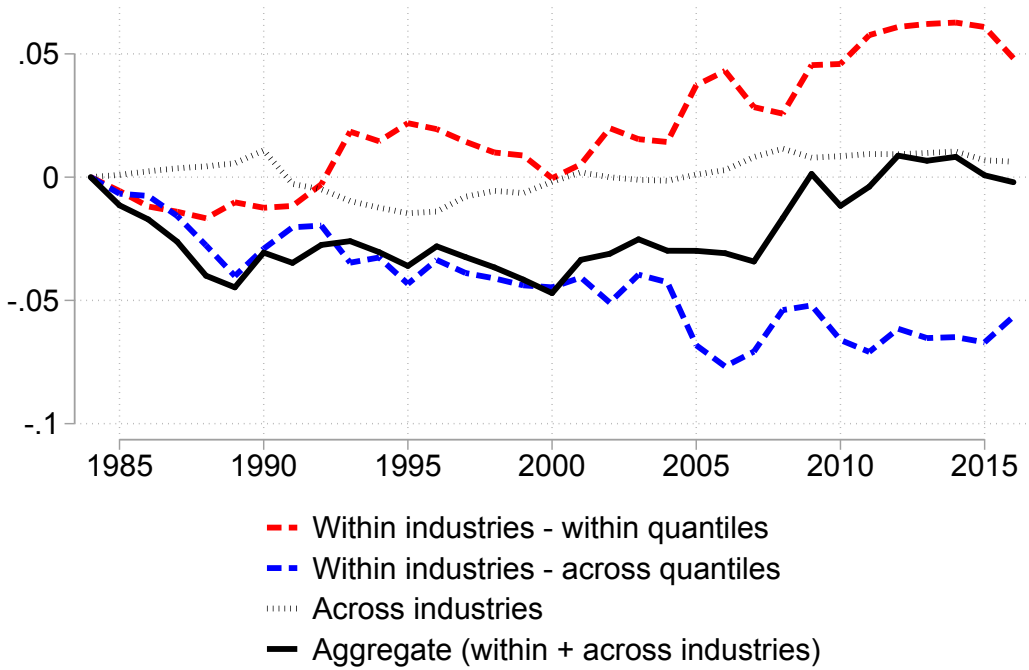 .05
0
-.05
-.1
1985 1990 1995 2000 2005 2010 2015
Within industries - within quantiles
Within industries - across quantiles
Across industries
Aggregate (within + across industries)